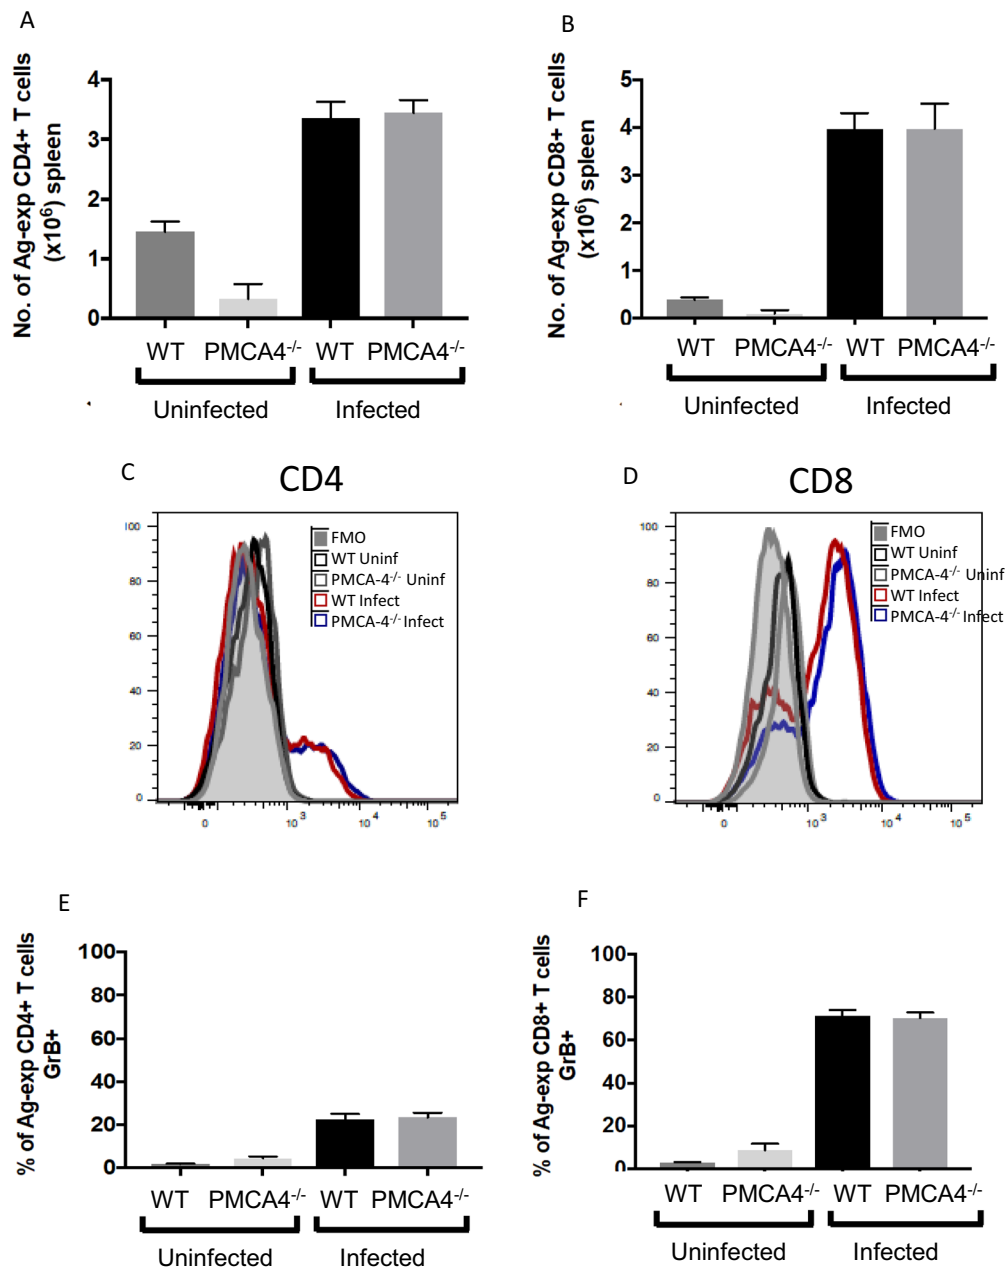 A
No. of Ag-exp CD4+ T cells
(x10⁶) spleen
4
3
2
1
0
WT PMCA4⁻/⁻ WT PMCA4⁻/⁻
Uninfected Infected
B
No. of Ag-exp CD8+ T cells
(x10⁶) spleen
5
4
3
2
1
0
WT PMCA4⁻/⁻ WT PMCA4⁻/⁻
Uninfected Infected
C
CD4
100
80
60
40
20
0
0 10³ 10⁴ 10⁵
FMO
WT Uninf
PMCA-4⁻/⁻ Uninf
WT Infect
PMCA-4⁻/⁻ Infect
D
CD8
100
80
60
40
20
0
0 10³ 10⁴ 10⁵
FMO
WT Uninf
PMCA-4⁻/⁻ Uninf
WT Infect
PMCA-4⁻/⁻ Infect
E
% of Ag-exp CD4+ T cells
GrB+
100
80
60
40
20
0
WT PMCA4⁻/⁻ WT PMCA4⁻/⁻
Uninfected Infected
F
% of Ag-exp CD8+ T cells
GrB+
100
80
60
40
20
0
WT PMCA4⁻/⁻ WT PMCA4⁻/⁻
Uninfected Infected